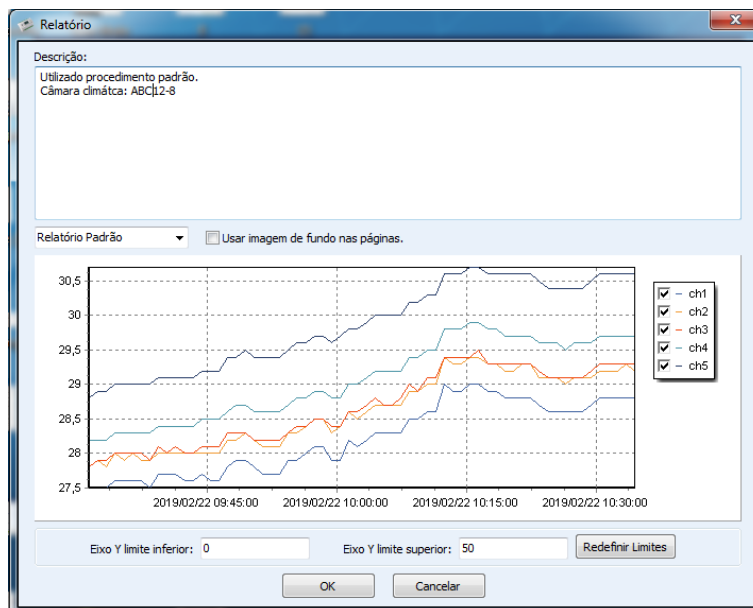 Relatório
Descrição:
Utilizado procedimento padrão.
Câmara climátca: ABC12-8
Relatório Padrão
Usar imagem de fundo nas páginas.
30,5
30
29,5
29
28,5
28
27,5
2019/02/22 09:45:00
2019/02/22 10:00:00
2019/02/22 10:15:00
2019/02/22 10:30:00
ch1
ch2
ch3
ch4
ch5
Eixo Y limite inferior: 0
Eixo Y limite superior: 50
Redefinir Limites
OK
Cancelar